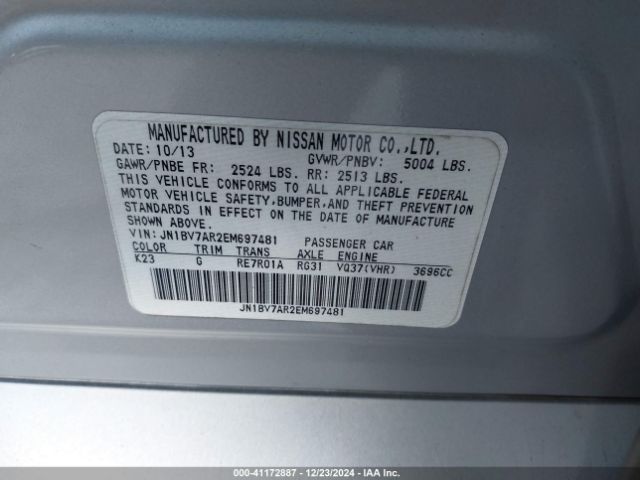 MANUFACTURED BY NISSAN MOTOR CO.,LTD.
DATE: 10/13 GVWR/PNBV: 5004 LBS.
GAWR/PNBE FR: 2524 LBS. RR: 2513 LBS.
THIS VEHICLE CONFORMS TO ALL APPLICABLE FEDERAL
MOTOR VEHICLE SAFETY,BUMPER,AND THEFT PREVENTION
STANDARDS IN EFFECT ON THE DATE OF MANUFACTURE
SHOWN ABOVE.
VIN: JN1BV7AR2EM697481 PASSENGER CAR
COLOR TRIM TRANS AXLE ENGINE
K23 G RE7R01A RG31 VQ37(VHR) 3696CC
JN1BV7AR2EM697481
000-41172887 - 12/23/2024 - IAA Inc.